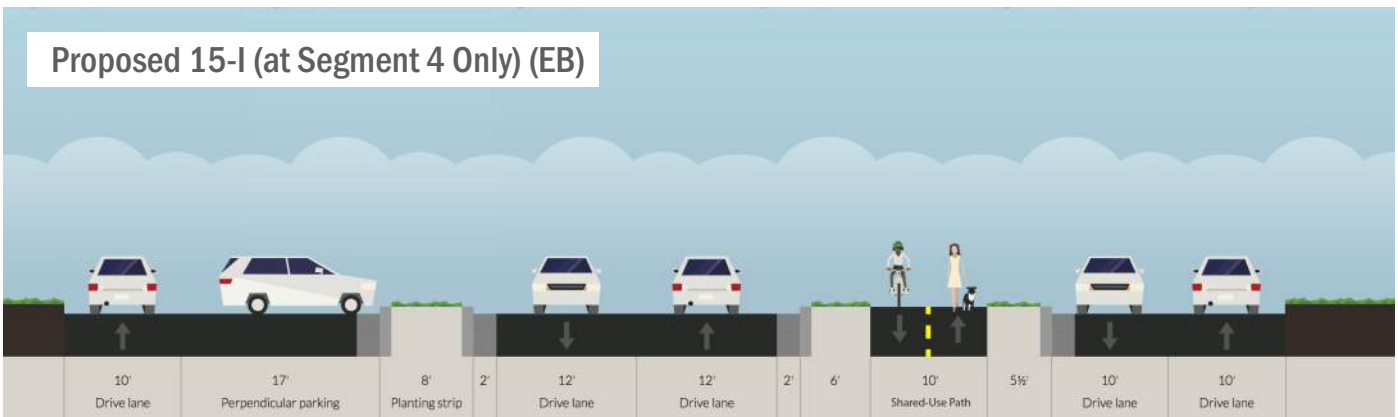 Proposed 15-I (at Segment 4 Only) (EB)
10' 17' 8' 2' 12' 12' 2' 6' 10' 5½' 10' 10'
Drive lane Perpendicular parking Planting strip Drive lane Drive lane Shared-Use Path Drive lane Drive lane